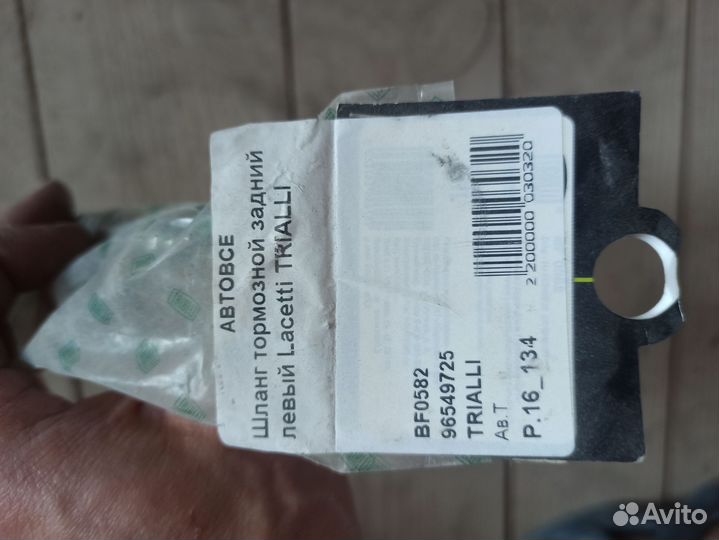 АВТОВСЕ
Шланг тормозной задний
левый Lacetti TRIALLI
BF0582
96549725
TRIALLI
Ав.Т
Р.16_134
2 200000 030320
Avito